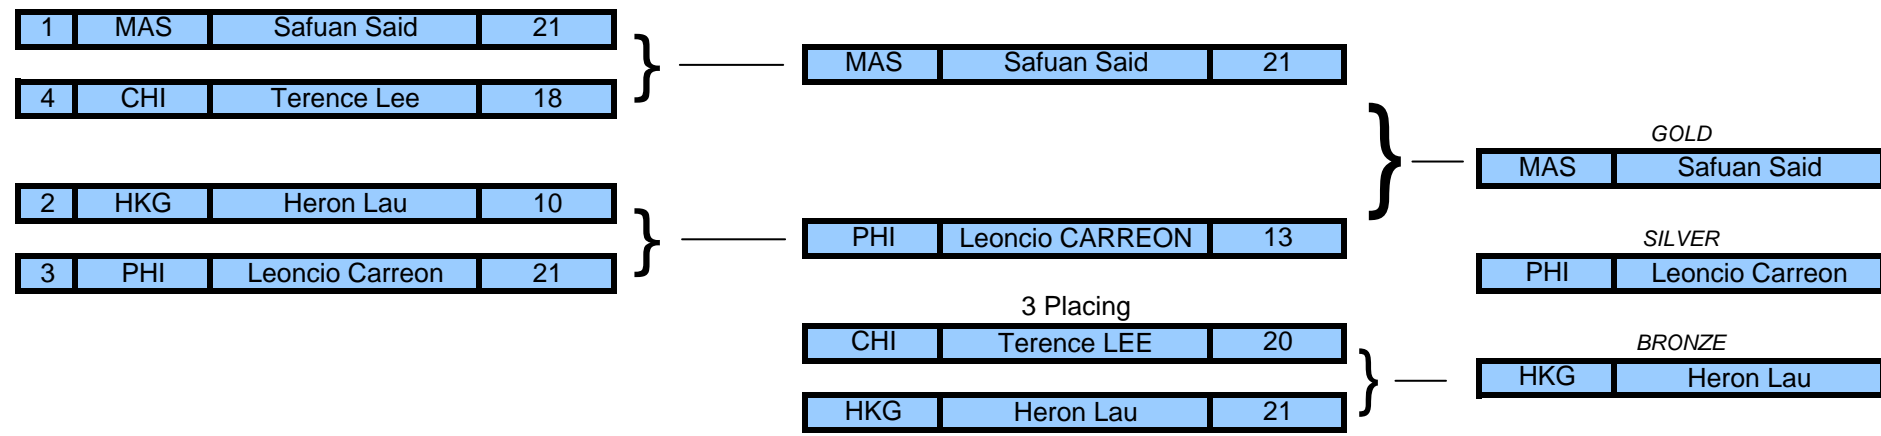 1 MAS Safuan Said 21
4 CHI Terence Lee 18
2 HKG Heron Lau 10
3 PHI Leoncio Carreon 21
MAS Safuan Said 21
PHI Leoncio CARREON 13
3 Placing
CHI Terence LEE 20
HKG Heron Lau 21
GOLD
MAS Safuan Said
SILVER
PHI Leoncio Carreon
BRONZE
HKG Heron Lau